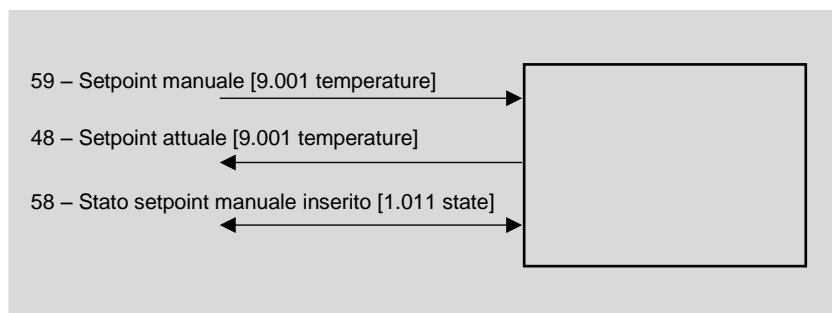 59 – Setpoint manuale [9.001 temperature]
48 – Setpoint attuale [9.001 temperature]
58 – Stato setpoint manuale inserito [1.011 state]